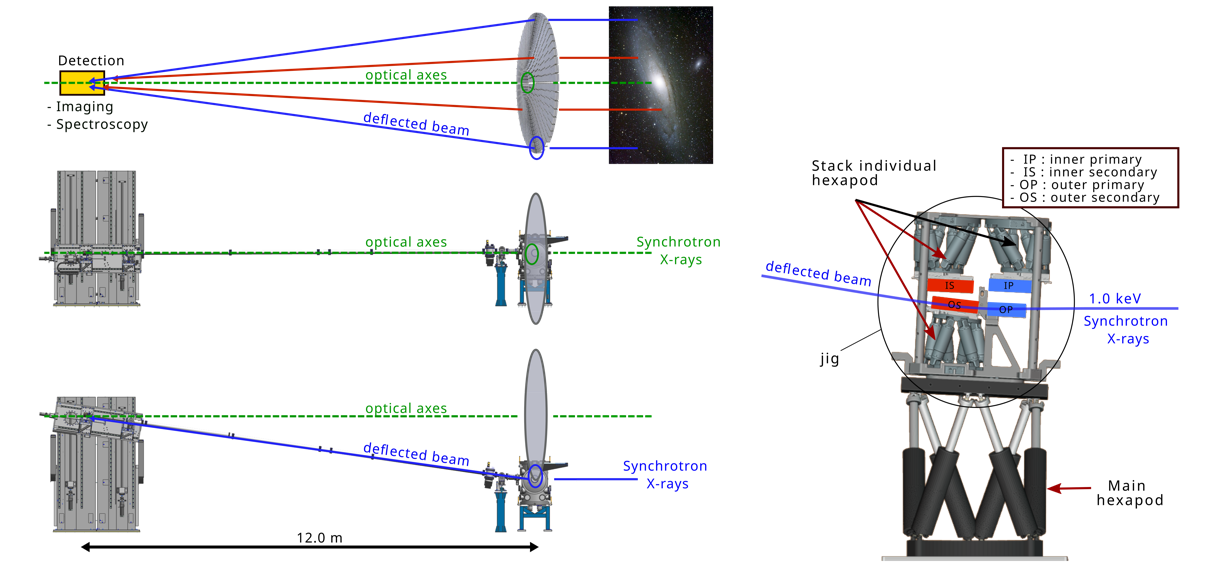 Detection
- Imaging
- Spectroscopy
optical axes
deflected beam
optical axes
Synchrotron
X-rays
optical axes
deflected beam
Synchrotron
X-rays
12.0 m
Stack individual
hexapod
- IP : inner primary
- IS : inner secondary
- OP : outer primary
- OS : outer secondary
deflected beam
IS
IP
OS
OP
1.0 keV
Synchrotron
X-rays
jig
Main
hexapod